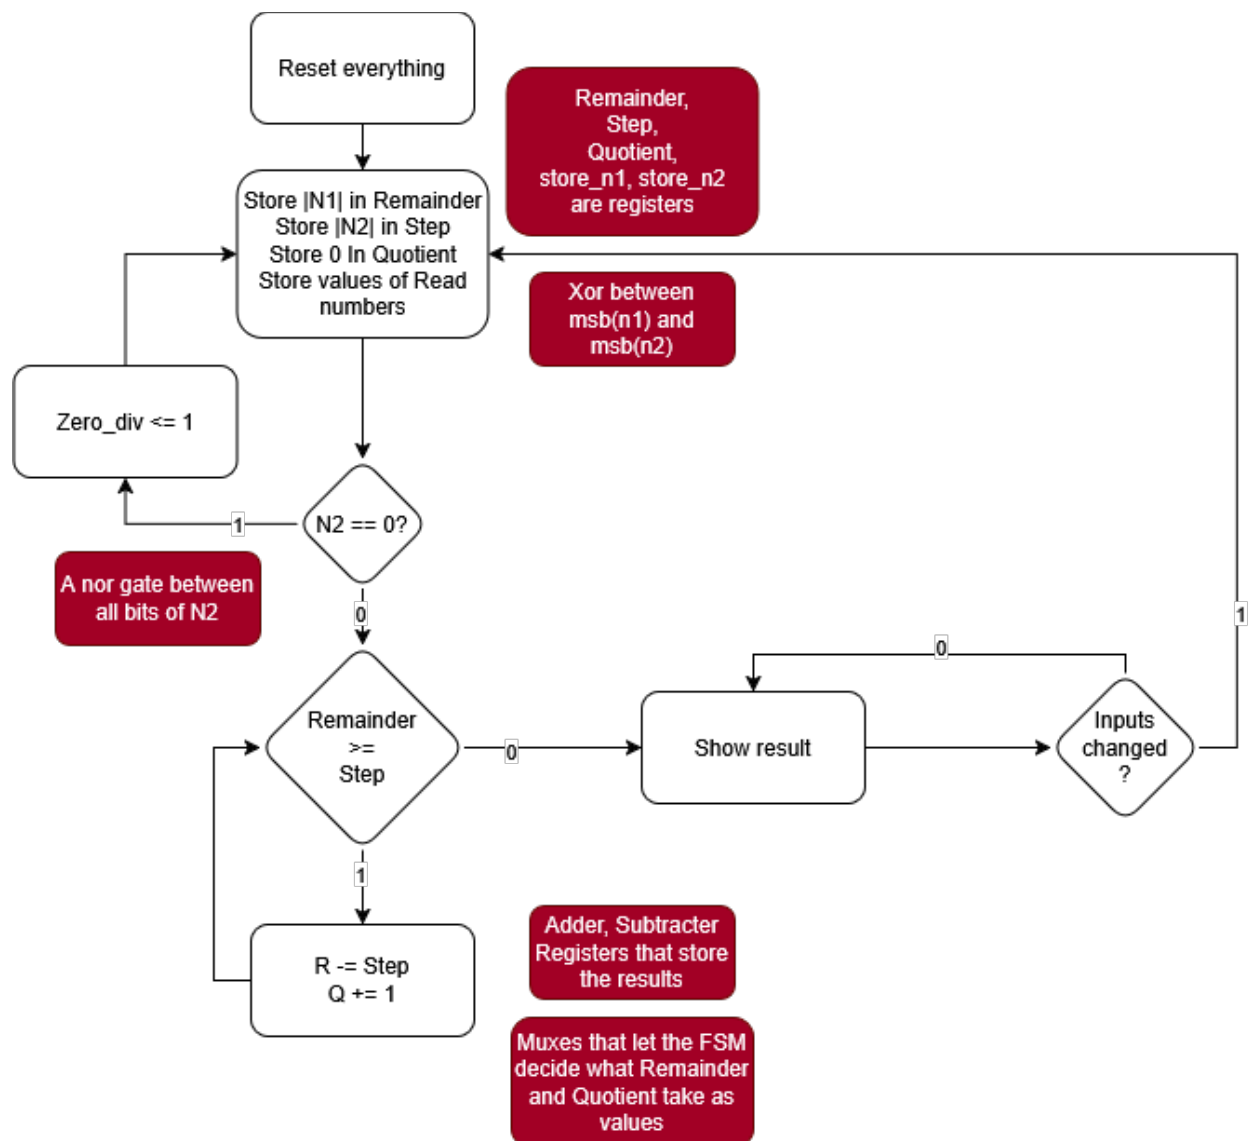 Reset everything
Remainder,
Step,
Quotient,
store_n1, store_n2
are registers
Store |N1| in Remainder
Store |N2| in Step
Store 0 In Quotient
Store values of Read
numbers
Xor between
msb(n1) and
msb(n2)
Zero_div <= 1
N2 == 0?
1
A nor gate between
all bits of N2
0
Remainder
>=
Step
0
Show result
0
Inputs
changed
?
1
1
R -= Step
Q += 1
Adder, Subtracter
Registers that store
the results
Muxes that let the FSM
decide what Remainder
and Quotient take as
values